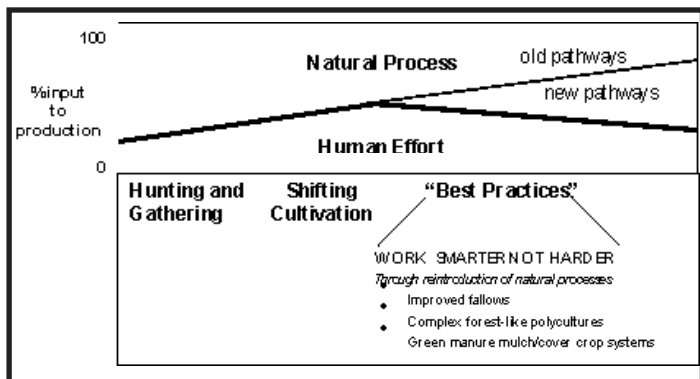 100
Natural Process
old pathways
%input
to
production
new pathways
Human Effort
0
Hunting and
Gathering
Shifting
Cultivation
“Best Practices”
WORK SMARTER NOT HARDER
Through reintroduction of natural processes
• Improved fallows
• Complex forest-like polycultures
Green manure mulch/cover crop systems